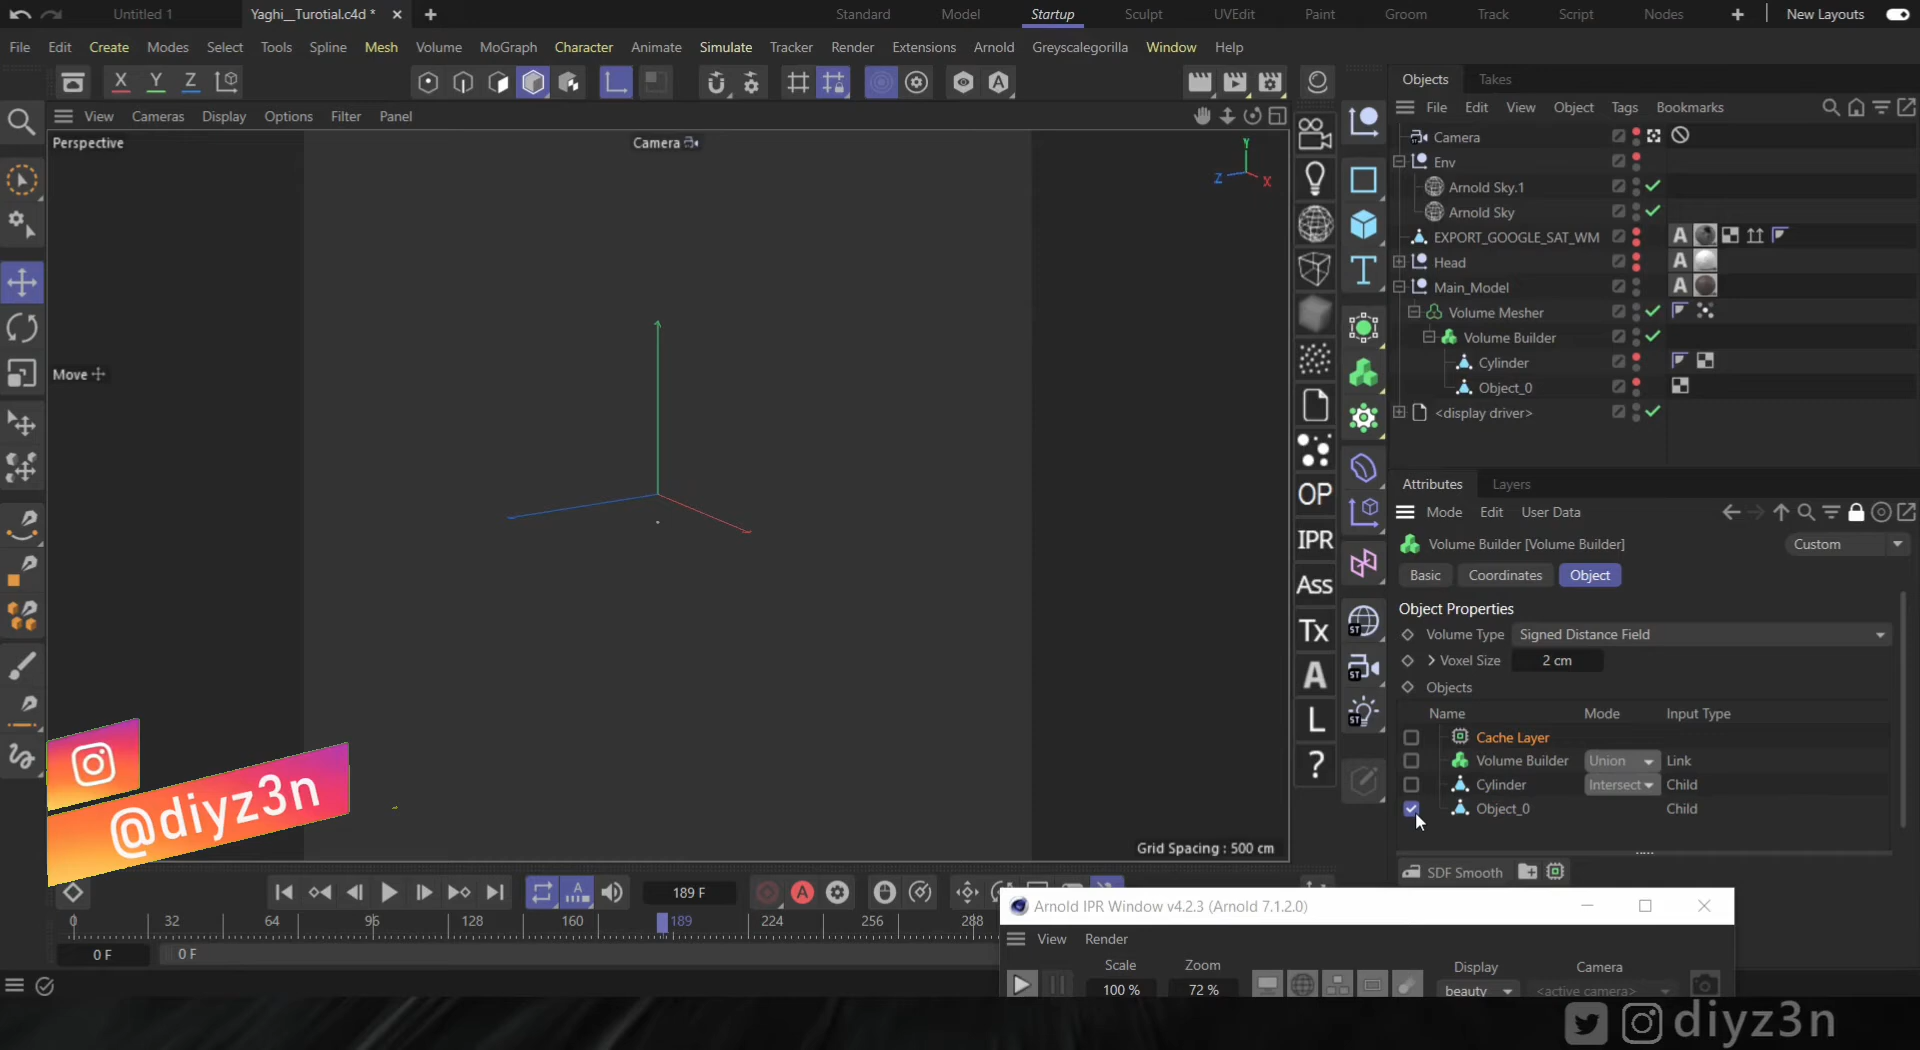 Untitled 1
Yaghi__Turotial.c4d *
Standard
Model
Startup
Sculpt
UVEdit
Paint
Groom
Track
Script
Nodes
New Layouts
File Edit Create Modes Select Tools Spline Mesh Volume MoGraph Character Animate Simulate Tracker Render Extensions Arnold Greyscalegorilla Window Help
X Y Z
Objects Takes
View Cameras Display Options Filter Panel
File Edit View Object Tags Bookmarks
Perspective
Camera
Y
Z
X
Camera
Env
Arnold Sky.1
Arnold Sky
EXPORT_GOOGLE_SAT_WM
Head
Main_Model
Volume Mesher
Volume Builder
Cylinder
Object_0
<display driver>
Move
T
OP
IPR
Ass
Tx
A
L
?
Attributes Layers
Mode Edit User Data
Volume Builder [Volume Builder]
Custom
Basic Coordinates Object
Object Properties
Volume Type Signed Distance Field
Voxel Size 2 cm
Objects
Name Mode Input Type
Cache Layer
Volume Builder Union Link
Cylinder Intersect Child
Object_0 Child
SDF Smooth
@diyz3n
Grid Spacing : 500 cm
189 F
0 32 64 96 128 160 189 224 256 288
0 F
0 F
Arnold IPR Window v4.2.3 (Arnold 7.1.2.0)
View Render
Scale Zoom Display Camera
100 % 72 % beauty <active camera>
diyz3n